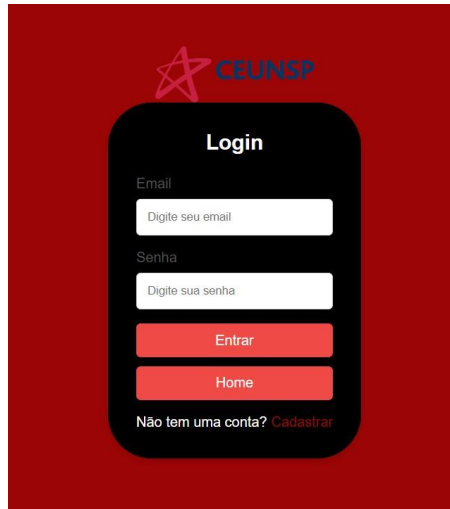 CEUNSP
Login
Email
Digite seu email
Senha
Digite sua senha
Entrar
Home
Não tem uma conta? Cadastrar